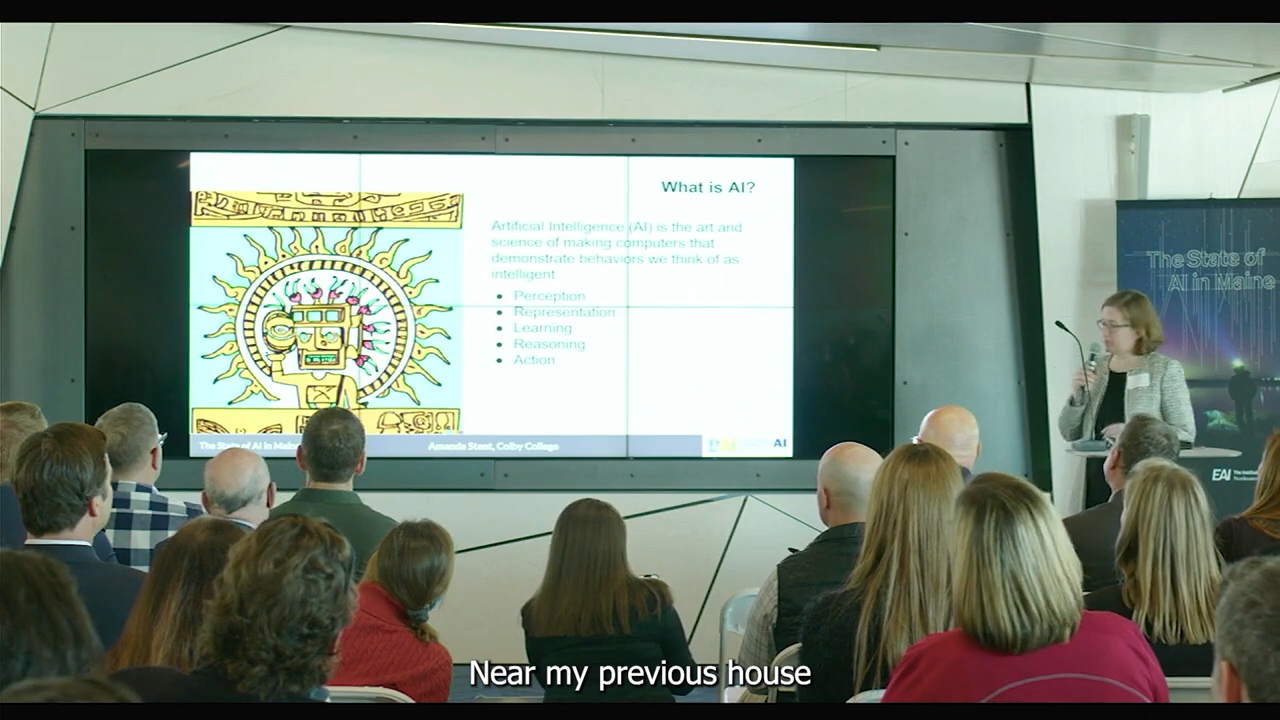 What is AI?
Artificial Intelligence (AI) is the art and
science of making computers that
demonstrate behaviors we think of as
intelligent
• Perception
• Representation
• Learning
• Reasoning
• Action
The State of AI in Maine
Amanda Stent, Colby College
AI
The State of
AI in Maine
EAI
Near my previous house